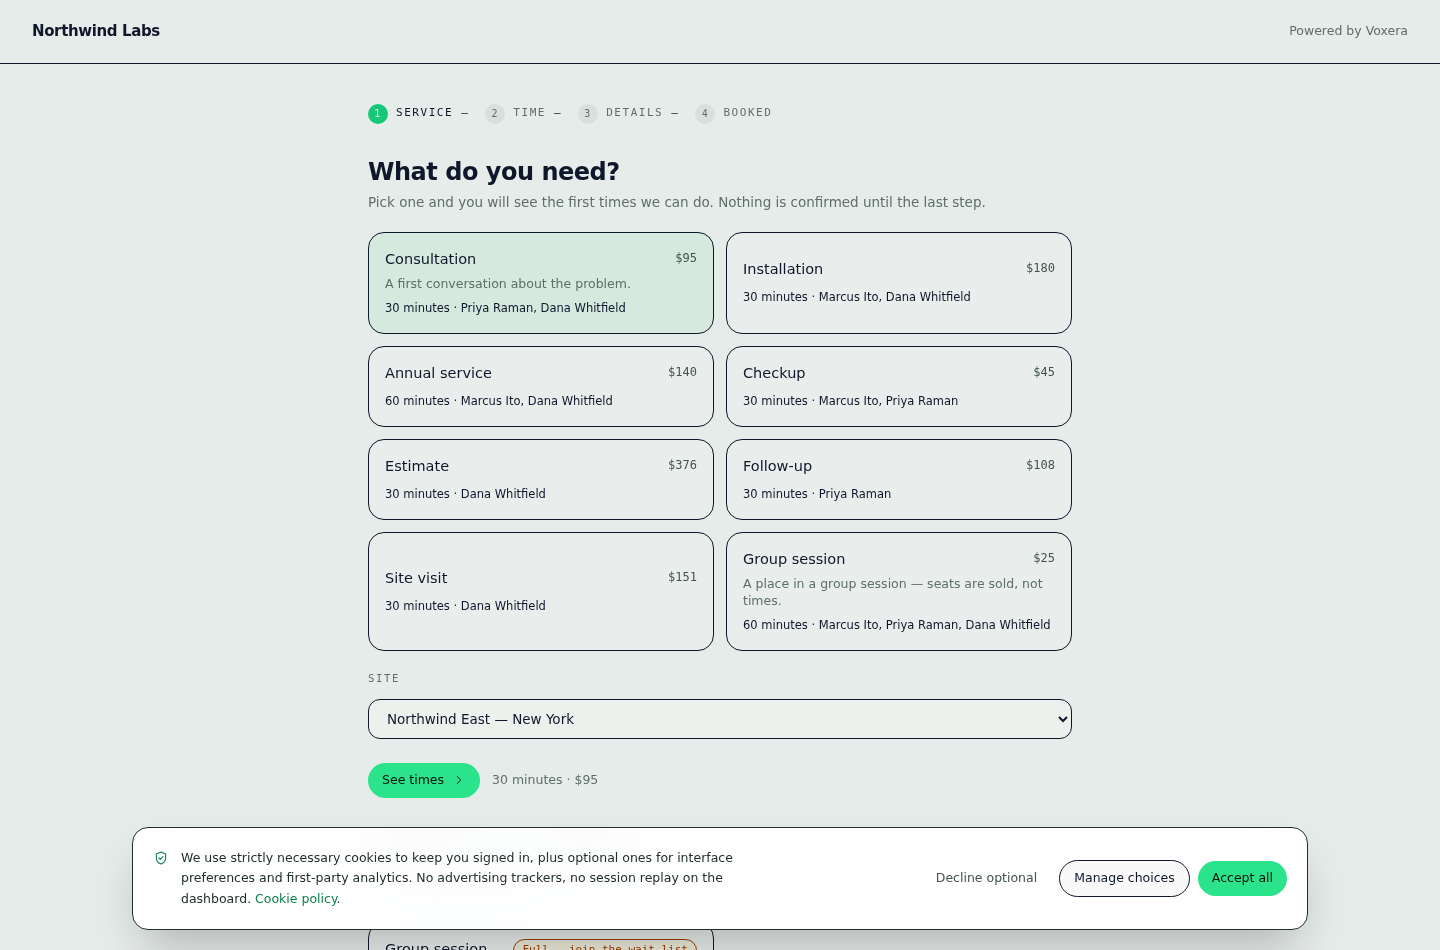 Northwind Labs
Powered by Voxera
1 SERVICE — 2 TIME — 3 DETAILS — 4 BOOKED
What do you need?
Pick one and you will see the first times we can do. Nothing is confirmed until the last step.
Consultation $95
A first conversation about the problem.
30 minutes · Priya Raman, Dana Whitfield
Installation $180
30 minutes · Marcus Ito, Dana Whitfield
Annual service $140
60 minutes · Marcus Ito, Dana Whitfield
Checkup $45
30 minutes · Marcus Ito, Priya Raman
Estimate $376
30 minutes · Dana Whitfield
Follow-up $108
30 minutes · Priya Raman
Site visit $151
30 minutes · Dana Whitfield
Group session $25
A place in a group session — seats are sold, not
times.
60 minutes · Marcus Ito, Priya Raman, Dana Whitfield
SITE
Northwind East — New York
See times
30 minutes · $95
We use strictly necessary cookies to keep you signed in, plus optional ones for interface
preferences and first-party analytics. No advertising trackers, no session replay on the
dashboard. Cookie policy.
Decline optional
Manage choices
Accept all
Group session
Full — join the wait list